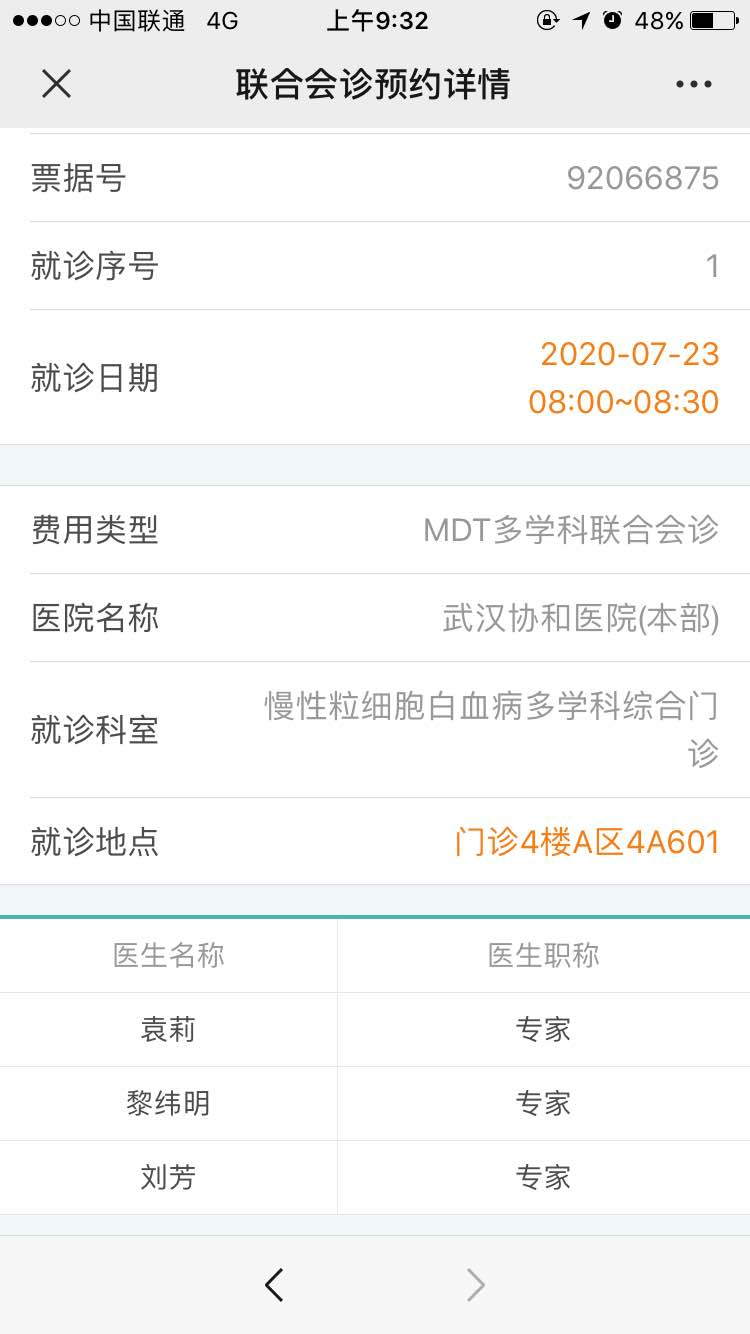 中国联通 4G 上午9:32 48%
联合会诊预约详情
票据号 92066875
就诊序号 1
就诊日期 2020-07-23
08:00~08:30
费用类型 MDT多学科联合会诊
医院名称 武汉协和医院(本部)
就诊科室 慢性粒细胞白血病多学科综合门
诊
就诊地点 门诊4楼A区4A601
医生名称 医生职称
袁莉 专家
黎纬明 专家
刘芳 专家